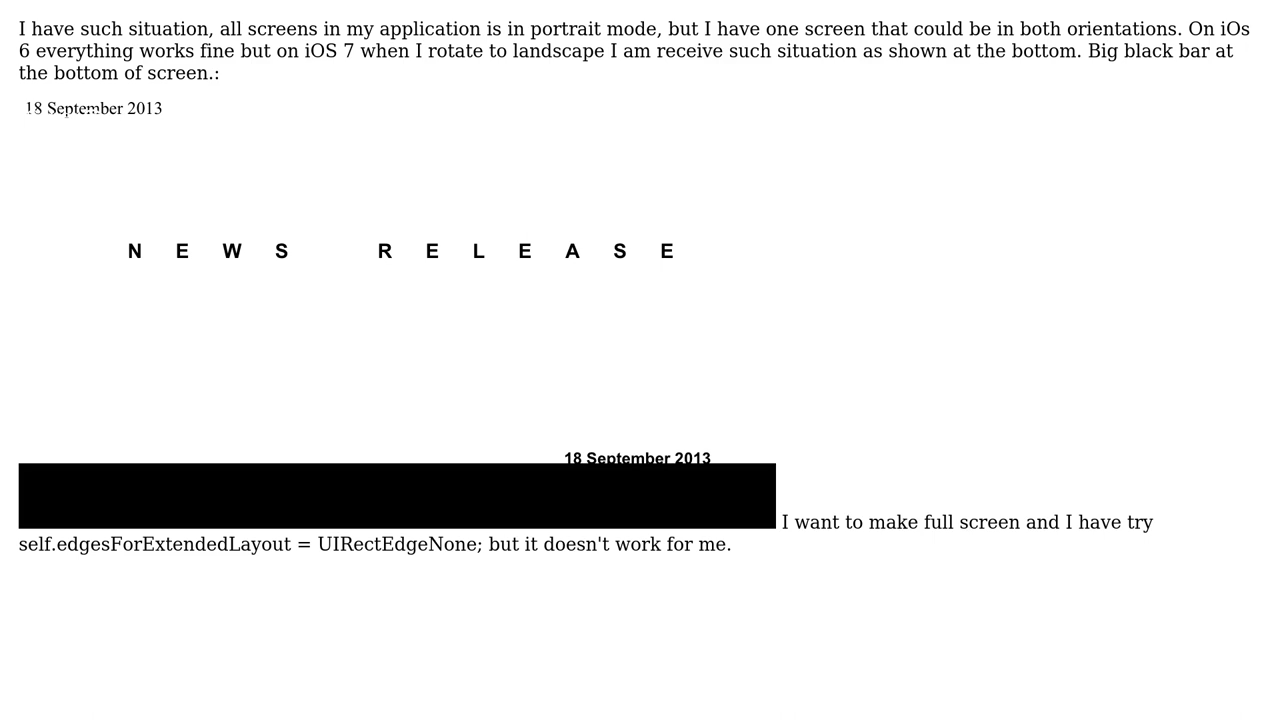 I have such situation, all screens in my application is in portrait mode, but I have one screen that could be in both orientations. On iOs
6 everything works fine but on iOS 7 when I rotate to landscape I am receive such situation as shown at the bottom. Big black bar at
the bottom of screen.:
18 September 2013
N E W S R E L E A S E
18 September 2013
I want to make full screen and I have try
self.edgesForExtendedLayout = UIRectEdgeNone; but it doesn't work for me.